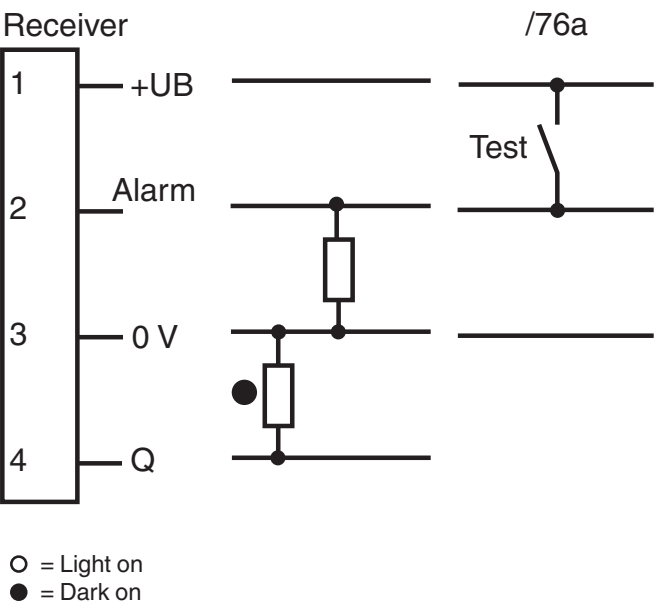 Receiver
/76a
1 +UB
Test
Alarm
2
3 0 V
4 Q
= Light on
= Dark on